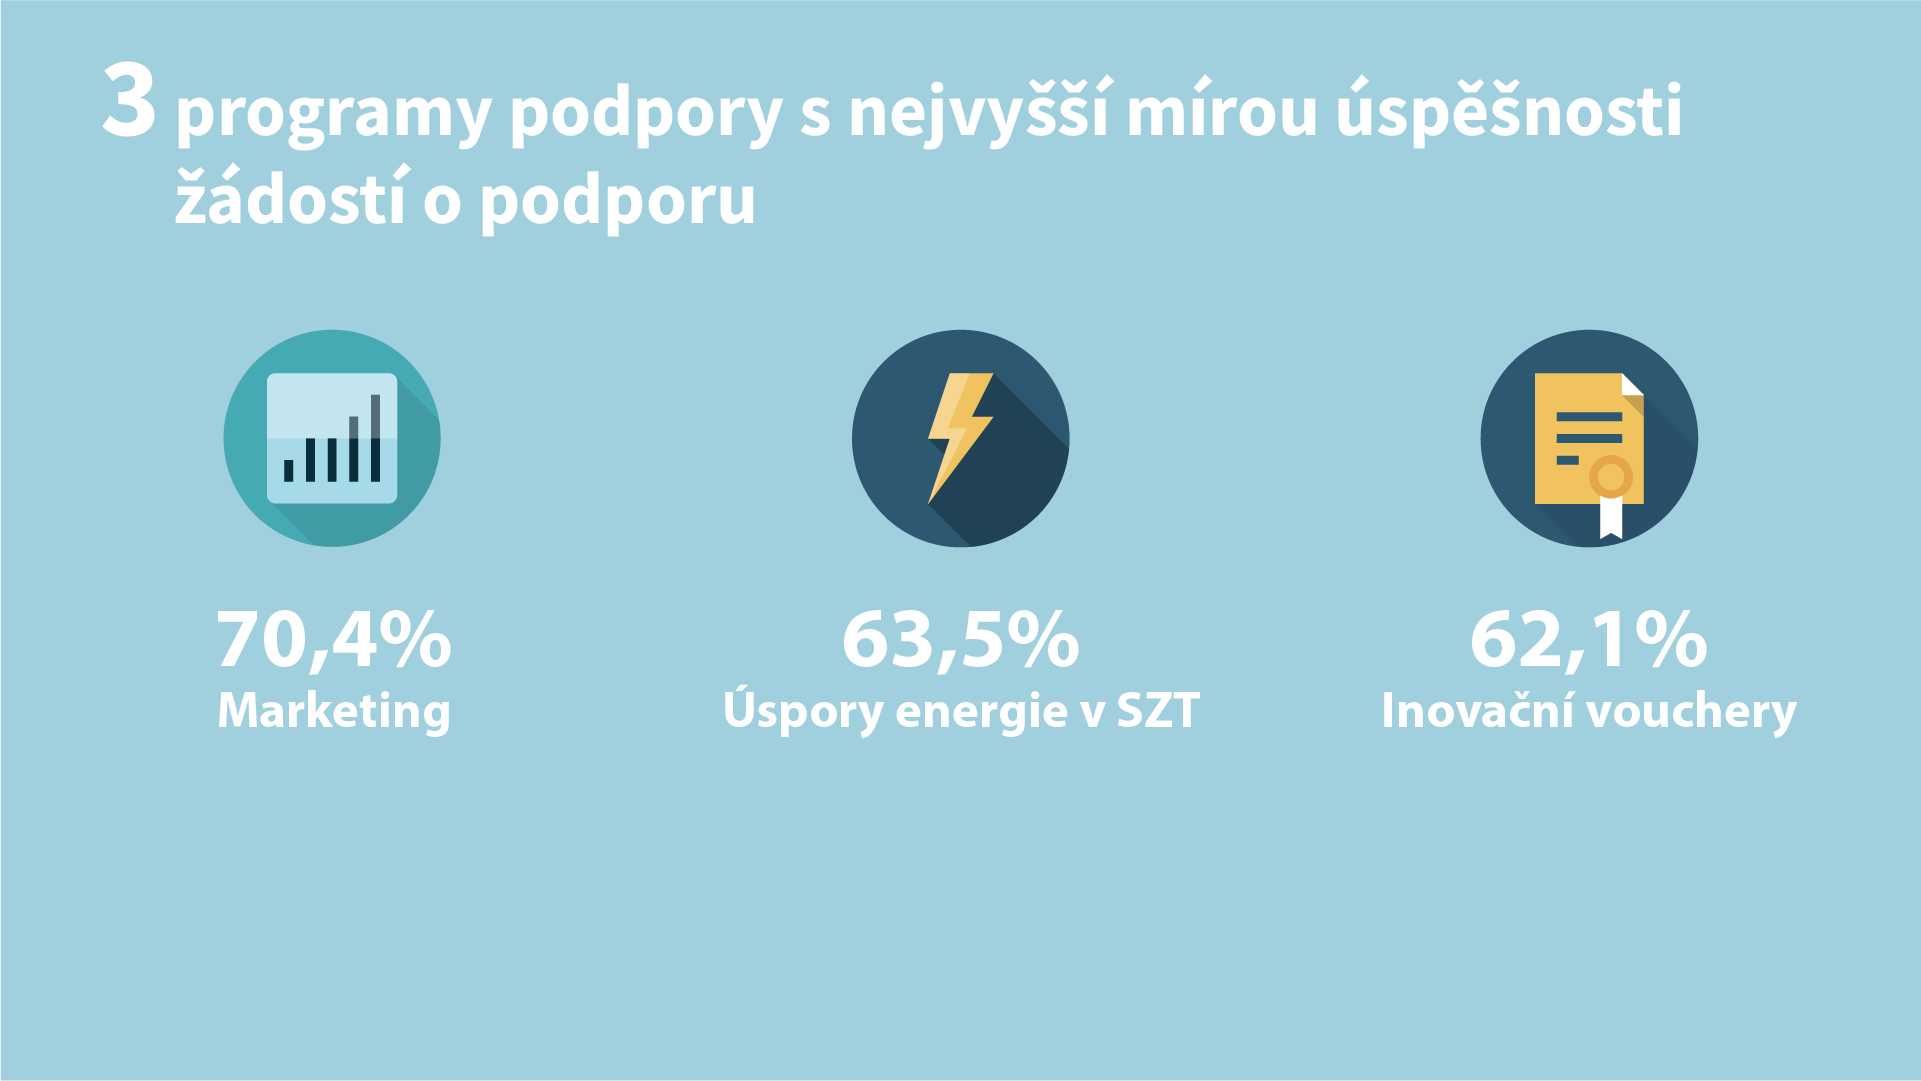 3 programy podpory s nejvyšší mírou úspěšnosti
žádostí o podporu
70,4%
Marketing
63,5%
Úspory energie v SZT
62,1%
Inovační vouchery